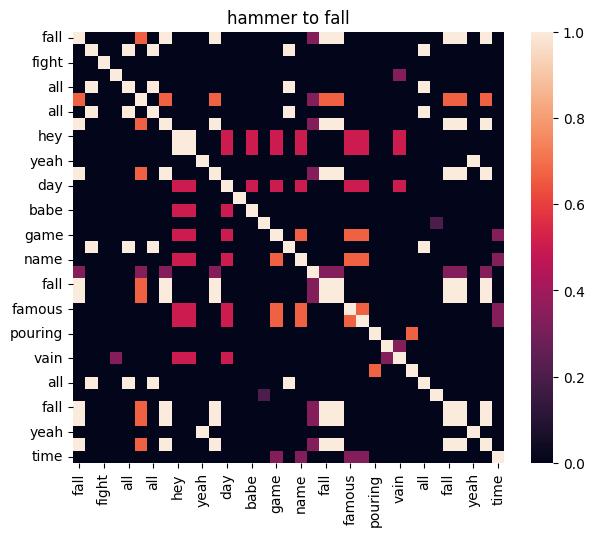 hammer to fall
fall
fight
all
all
hey
yeah
day
babe
game
name
fall
famous
pouring
vain
all
fall
yeah
time
1.0
0.8
0.6
0.4
0.2
0.0
fall
fight
all
all
hey
yeah
day
babe
game
name
fall
famous
pouring
vain
all
fall
yeah
time